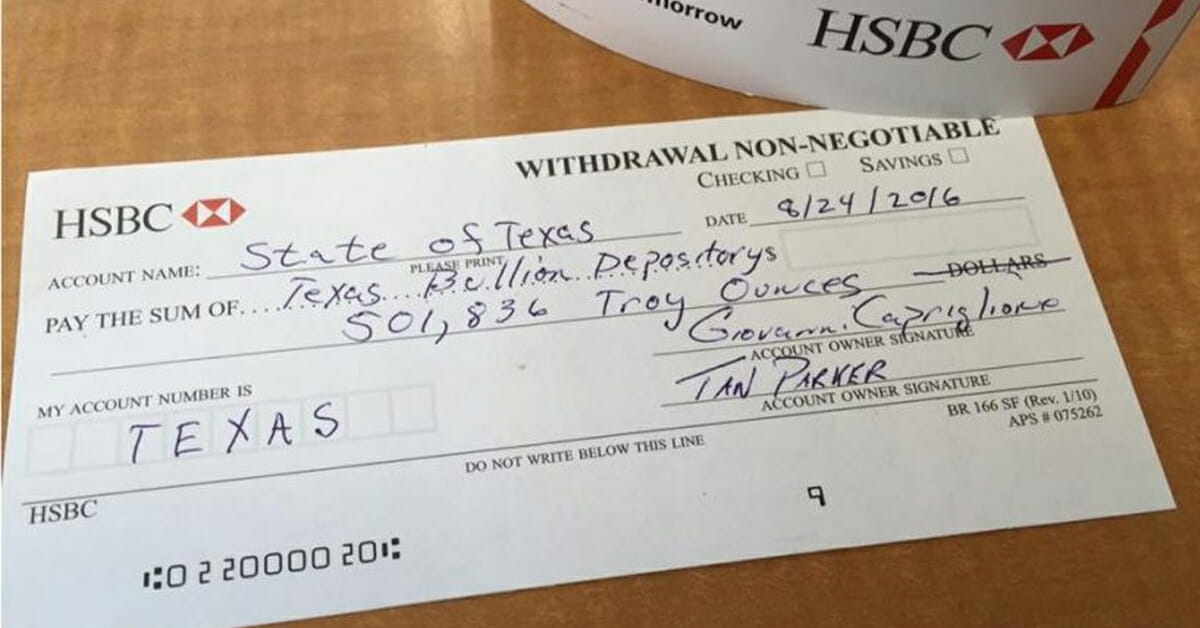 morrow
HSBC
WITHDRAWAL NON-NEGOTIABLE
CHECKING SAVINGS
HSBC
DATE 8/24/2016
ACCOUNT NAME: State of Texas
PLEASE PRINT
PAY THE SUM OF.... Texas Bullion Depositorys
501,836 Troy Ounces DOLLARS
Giovanni Capriglione
ACCOUNT OWNER SIGNATURE
TAN PARKER
ACCOUNT OWNER SIGNATURE
MY ACCOUNT NUMBER IS
TEXAS
BR 166 SF (Rev. 1/10)
APS # 075262
DO NOT WRITE BELOW THIS LINE
HSBC
9
⑆022000020⑆